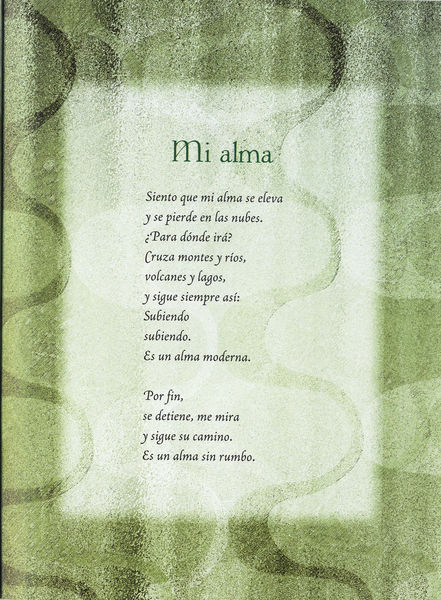 Mi alma
Siento que mi alma se eleva
y se pierde en las nubes.
¿Para dónde irá?
Cruza montes y ríos,
volcanes y lagos,
y sigue siempre así:
Subiendo
subiendo.
Es un alma moderna.
Por fin,
se detiene, me mira
y sigue su camino.
Es un alma sin rumbo.